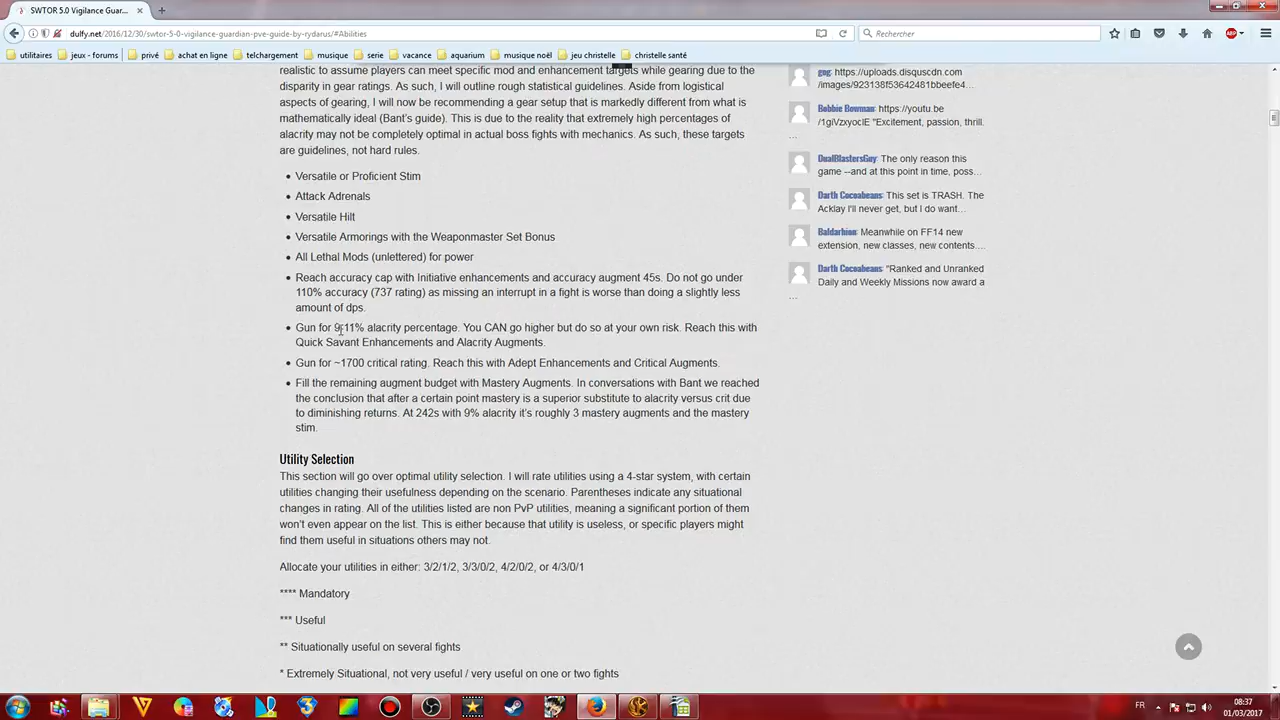 SWTOR 5.0 Vigilance Guar...
dulfy.net/2016/12/30/swtor-5-0-vigilance-guardian-pve-guide-by-rydarus/#Abilities
Rechercher
ABP
utilitaires
jeux - forums
privé
achat en ligne
telchargement
musique
serie
vacance
aquarium
musique noël
jeu christelle
christelle santé
realistic to assume players can meet specific mod and enhancement targets while gearing due to the
disparity in gear ratings. As such, I will outline rough statistical guidelines. Aside from logistical
aspects of gearing, I will now be recommending a gear setup that is markedly different from what is
mathematically ideal (Bant's guide). This is due to the reality that extremely high percentages of
alacrity may not be completely optimal in actual boss fights with mechanics. As such, these targets
are guidelines, not hard rules.
• Versatile or Proficient Stim
• Attack Adrenals
• Versatile Hilt
• Versatile Armorings with the Weaponmaster Set Bonus
• All Lethal Mods (unlettered) for power
• Reach accuracy cap with Initiative enhancements and accuracy augment 45s. Do not go under
110% accuracy (737 rating) as missing an interrupt in a fight is worse than doing a slightly less
amount of dps.
• Gun for 9-11% alacrity percentage. You CAN go higher but do so at your own risk. Reach this with
Quick Savant Enhancements and Alacrity Augments.
• Gun for ~1700 critical rating. Reach this with Adept Enhancements and Critical Augments.
• Fill the remaining augment budget with Mastery Augments. In conversations with Bant we reached
the conclusion that after a certain point mastery is a superior substitute to alacrity versus crit due
to diminishing returns. At 242s with 9% alacrity it's roughly 3 mastery augments and the mastery
stim.
Utility Selection
This section will go over optimal utility selection. I will rate utilities using a 4-star system, with certain
utilities changing their usefulness depending on the scenario. Parentheses indicate any situational
changes in rating. All of the utilities listed are non PvP utilities, meaning a significant portion of them
won't even appear on the list. This is either because that utility is useless, or specific players might
find them useful in situations others may not.
Allocate your utilities in either: 3/2/1/2, 3/3/0/2, 4/2/0/2, or 4/3/0/1
**** Mandatory
*** Useful
** Situationally useful on several fights
* Extremely Situational, not very useful / very useful on one or two fights
gog: https://uploads.disquscdn.com
/images/923138f53642481bbeefe4...
Bobbie Bowman: https://youtu.be
/1giVzxyocIE "Excitement, passion, thrill.
...
DualBlastersGuy: The only reason this
game --and at this point in time, poss...
Darth Cocoabeans: This set is TRASH. The
Acklay I'll never get, but I do want...
Baldarhion: Meanwhile on FF14 new
extension, new classes, new contents....
Darth Cocoabeans: "Ranked and Unranked
Daily and Weekly Missions now award a
...
FR
08:37
01/03/2017